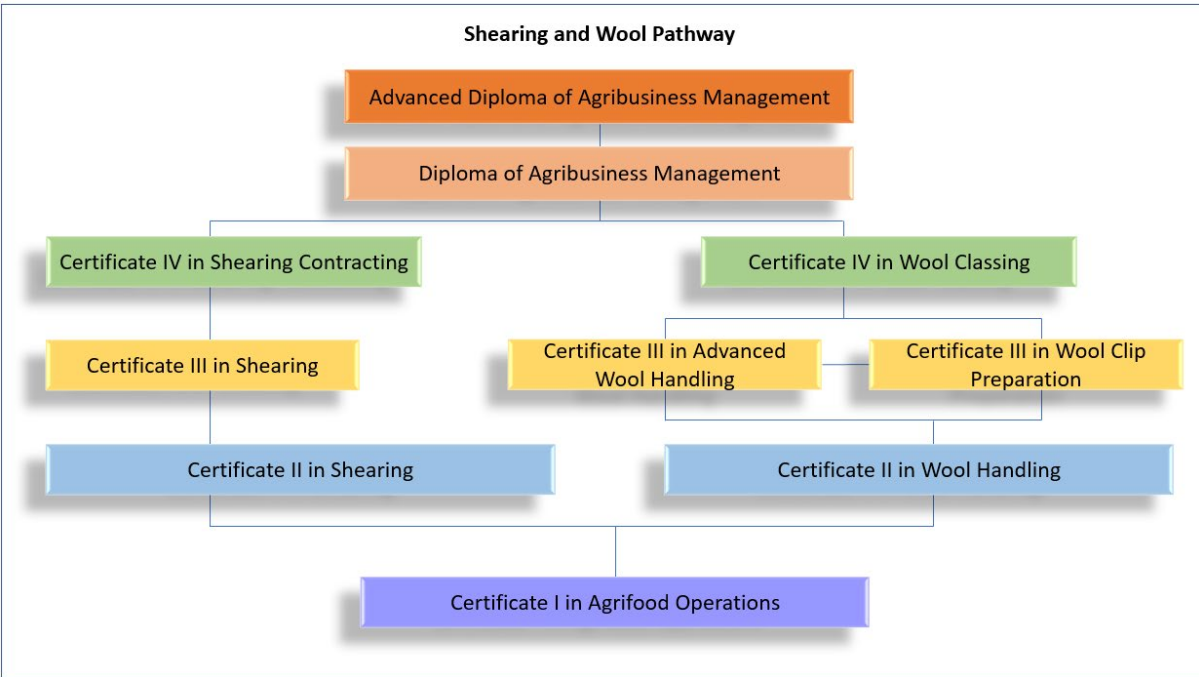 Shearing and Wool Pathway
Advanced Diploma of Agribusiness Management
Diploma of Agribusiness Management
Certificate IV in Shearing Contracting
Certificate IV in Wool Classing
Certificate III in Shearing
Certificate III in Advanced
Wool Handling
Certificate III in Wool Clip
Preparation
Certificate II in Shearing
Certificate II in Wool Handling
Certificate I in Agrifood Operations